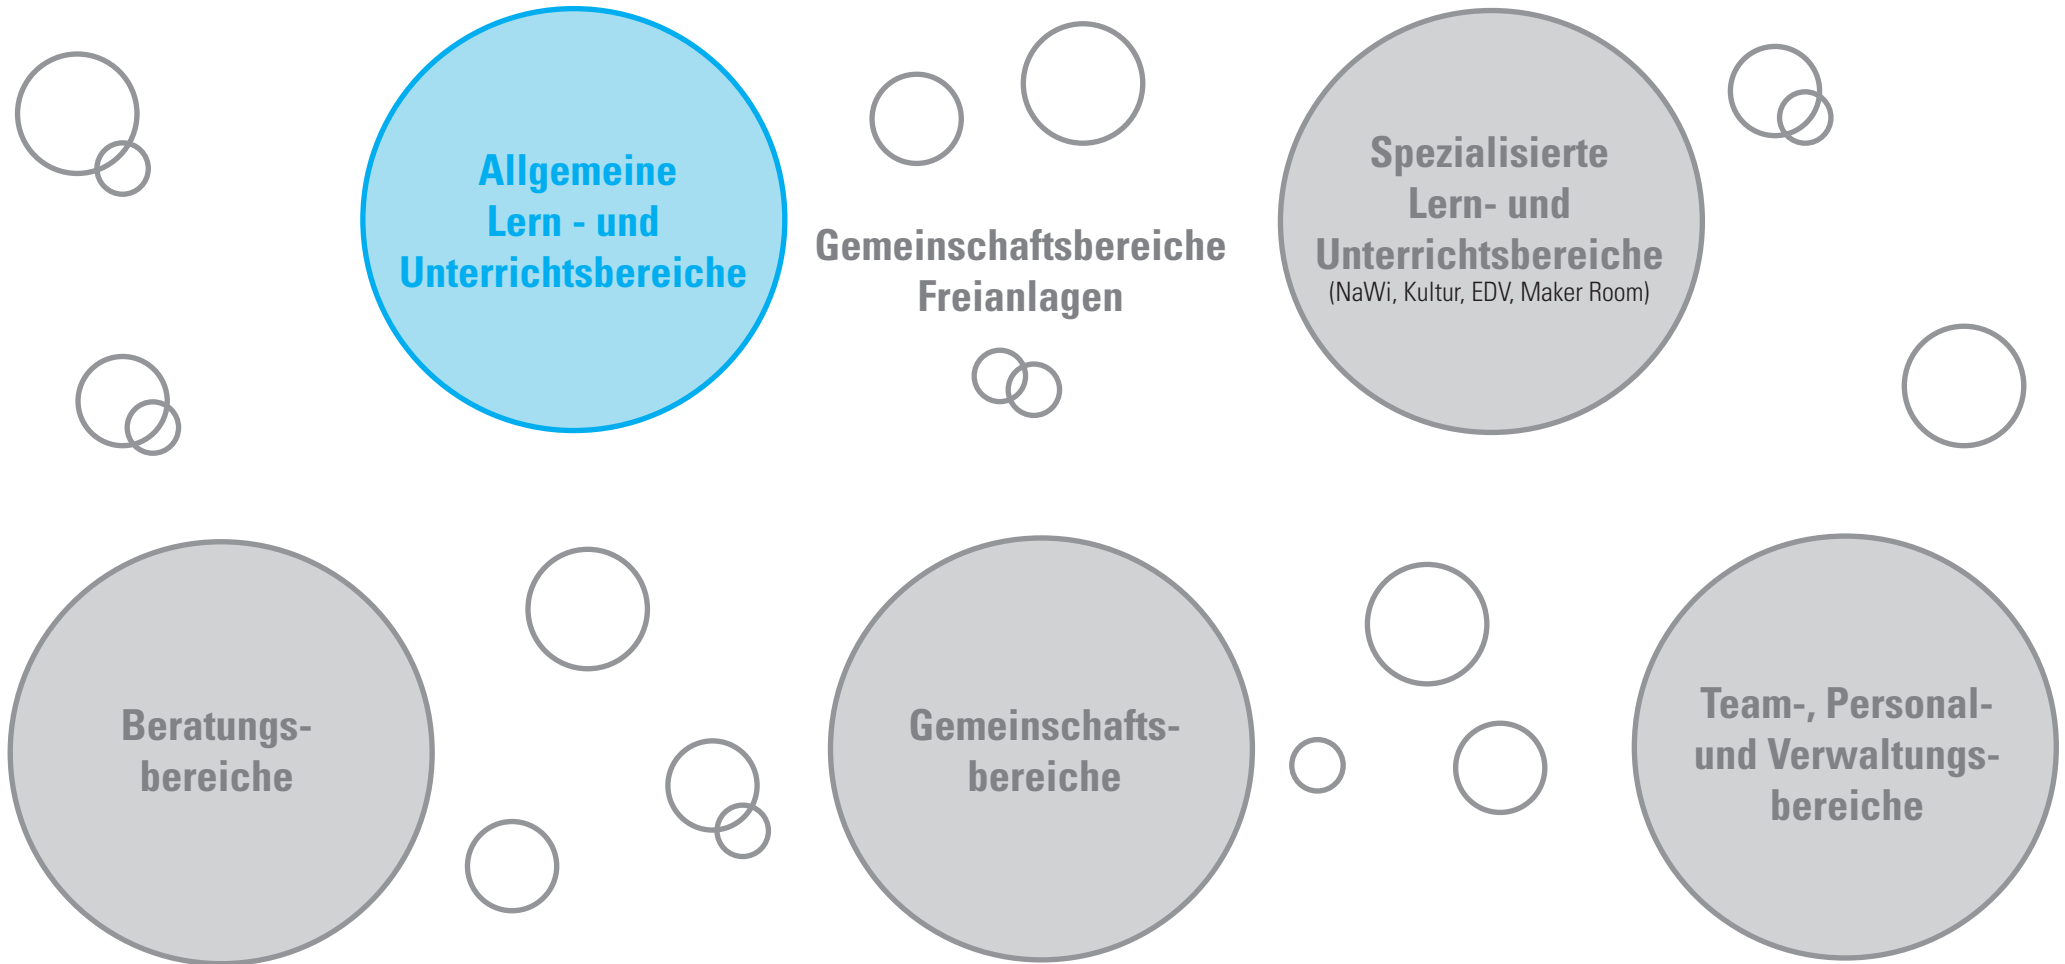 Allgemeine
Lern - und
Unterrichtsbereiche
Gemeinschaftsbereiche
Freianlagen
Spezialisierte
Lern- und
Unterrichtsbereiche
(NaWi, Kultur, EDV, Maker Room)
Beratungs-
bereiche
Gemeinschafts-
bereiche
Team-, Personal-
und Verwaltungs-
bereiche